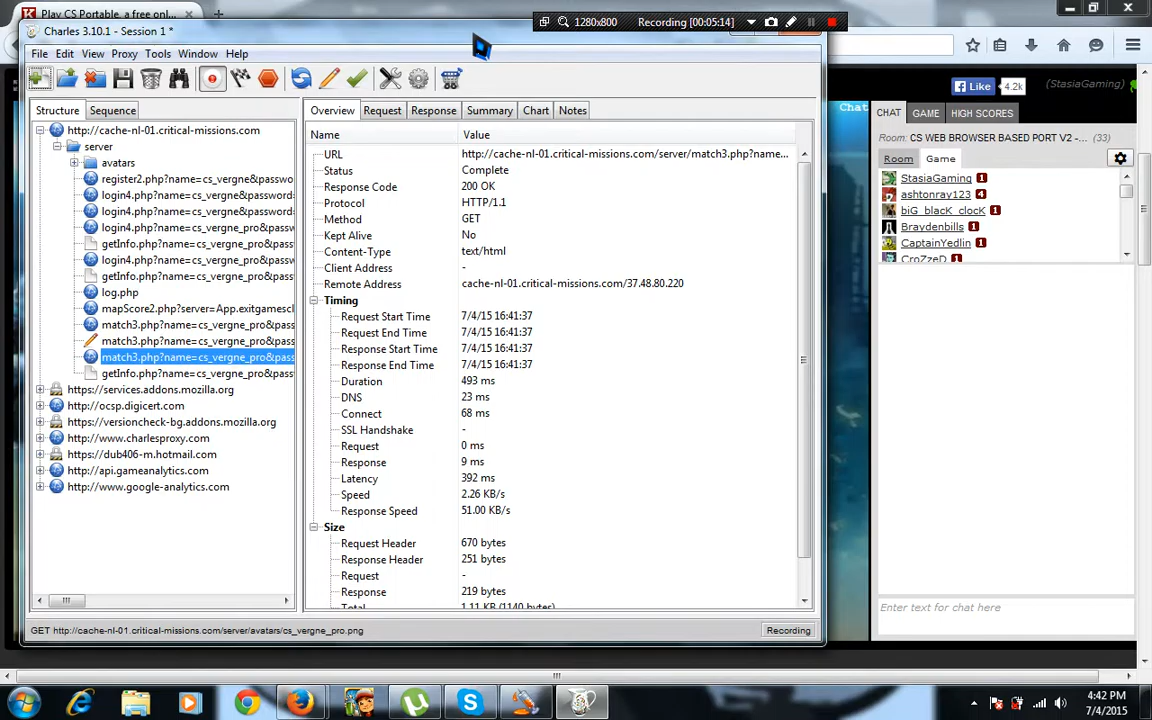 Play CS Portable, a free onl...
1280x800 Recording [00:05:14]
Charles 3.10.1 - Session 1 *
File Edit View Proxy Tools Window Help
Like 4.2k (StasiaGaming)
Chat
CHAT GAME HIGH SCORES
Structure Sequence
Overview Request Response Summary Chart Notes
Room: CS WEB BROWSER BASED PORT V2 -... (33)
Room Game
http://cache-nl-01.critical-missions.com
server
avatars
register2.php?name=cs_vergne&passwo
login4.php?name=cs_vergne&password=
login4.php?name=cs_vergne&password=
login4.php?name=cs_vergne_pro&passw
getInfo.php?name=cs_vergne_pro&pass
login4.php?name=cs_vergne_pro&passw
getInfo.php?name=cs_vergne_pro&pass
log.php
mapScore2.php?server=App.exitgamescl
match3.php?name=cs_vergne_pro&pass
match3.php?name=cs_vergne_pro&pass
match3.php?name=cs_vergne_pro&pass
getInfo.php?name=cs_vergne_pro&pass
https://services.addons.mozilla.org
http://ocsp.digicert.com
https://versioncheck-bg.addons.mozilla.org
http://www.charlesproxy.com
https://dub406-m.hotmail.com
http://api.gameanalytics.com
http://www.google-analytics.com
Name Value
URL http://cache-nl-01.critical-missions.com/server/match3.php?name...
Status Complete
Response Code 200 OK
Protocol HTTP/1.1
Method GET
Kept Alive No
Content-Type text/html
Client Address -
Remote Address cache-nl-01.critical-missions.com/37.48.80.220
Timing
Request Start Time 7/4/15 16:41:37
Request End Time 7/4/15 16:41:37
Response Start Time 7/4/15 16:41:37
Response End Time 7/4/15 16:41:37
Duration 493 ms
DNS 23 ms
Connect 68 ms
SSL Handshake -
Request 0 ms
Response 9 ms
Latency 392 ms
Speed 2.26 KB/s
Response Speed 51.00 KB/s
Size
Request Header 670 bytes
Response Header 251 bytes
Request -
Response 219 bytes
Total 1.11 KB (1140 bytes)
StasiaGaming 1
ashtonray123 4
biG_blacK_clocK 1
Braydenbills 1
CaptainYedlin 1
CroZzeD 1
Enter text for chat here
GET http://cache-nl-01.critical-missions.com/server/avatars/cs_vergne_pro.png
Recording
4:42 PM
7/4/2015